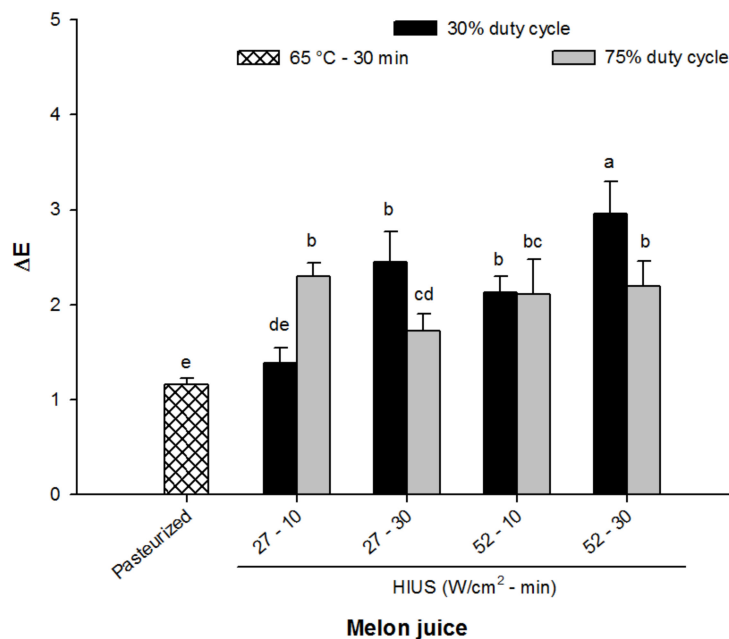 5
30% duty cycle
65 °C - 30 min
75% duty cycle
4
a
3
b
b
b
bc
b
ΔE
2
cd
de
e
1
0
Pasteurized
27 - 10
27 - 30
52 - 10
52 - 30
HIUS (W/cm² - min)
Melon juice